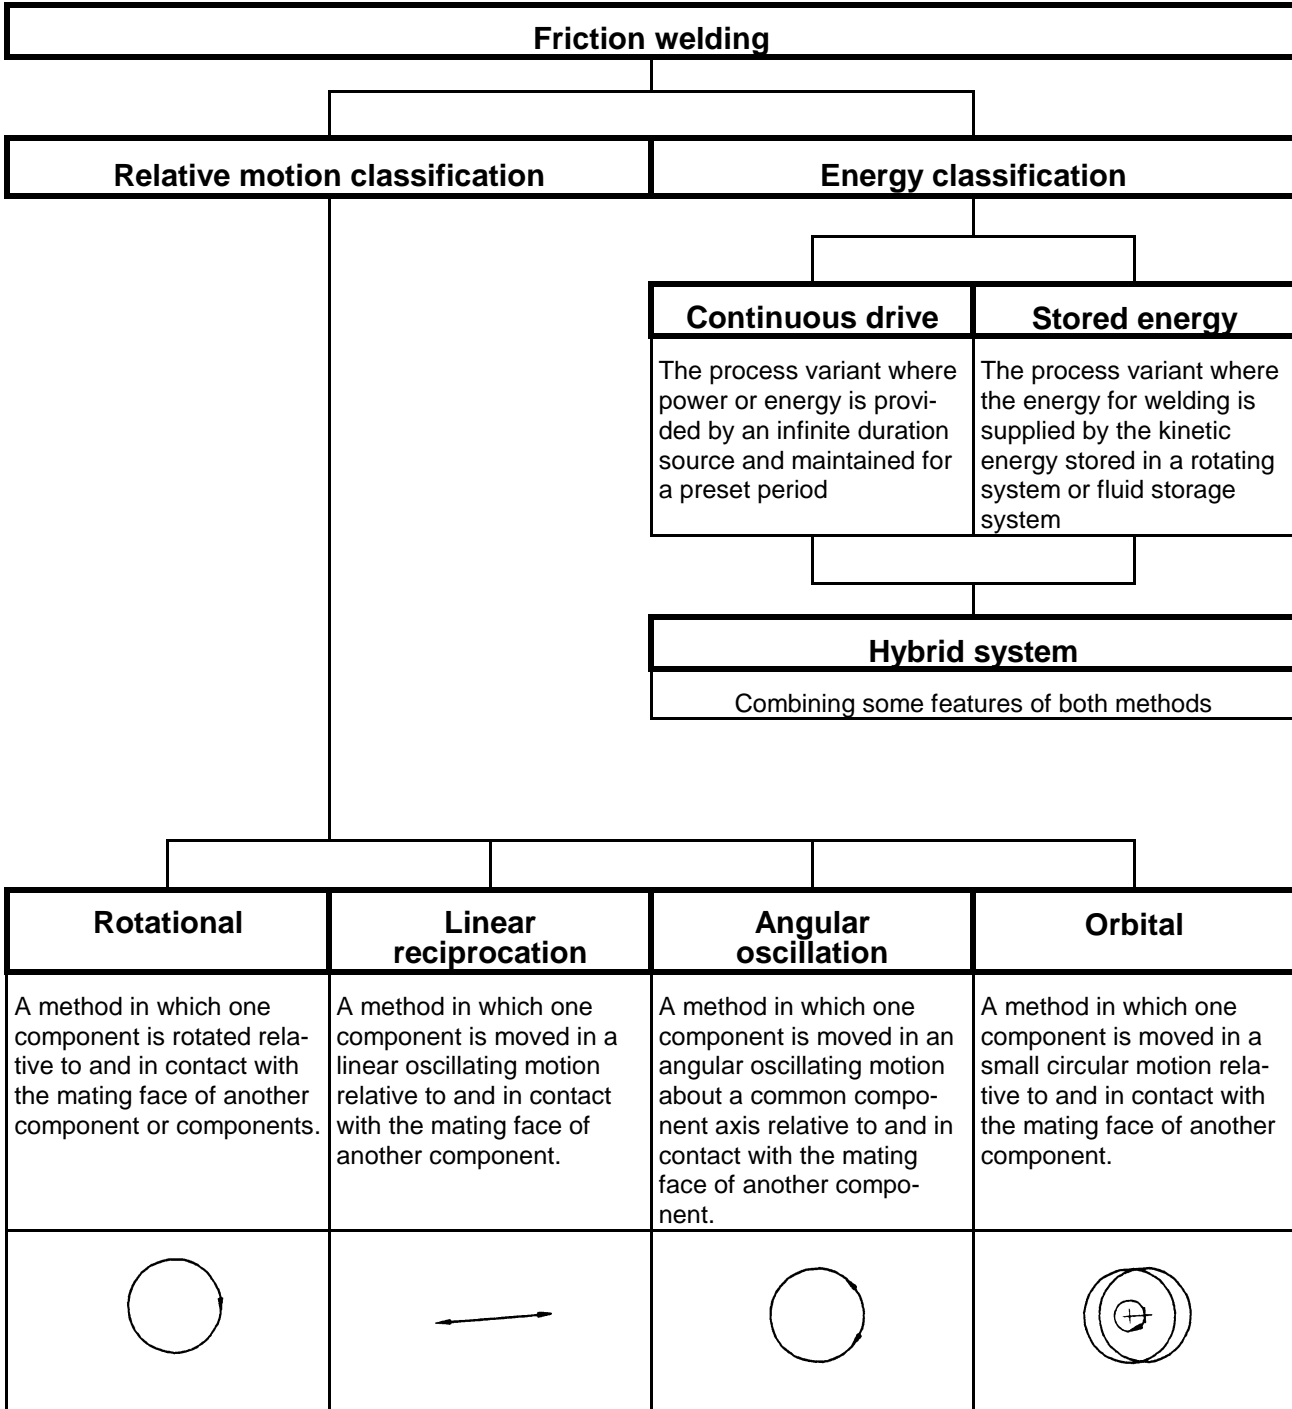 Friction welding
Relative motion classification
Energy classification
Continuous drive
The process variant where
power or energy is provi-
ded by an infinite duration
source and maintained for
a preset period
Stored energy
The process variant where
the energy for welding is
supplied by the kinetic
energy stored in a rotating
system or fluid storage
system
Hybrid system
Combining some features of both methods
Rotational
A method in which one
component is rotated rela-
tive to and in contact with
the mating face of another
component or components.
Linear
reciprocation
A method in which one
component is moved in a
linear oscillating motion
relative to and in contact
with the mating face of
another component.
Angular
oscillation
A method in which one
component is moved in an
angular oscillating motion
about a common compo-
nent axis relative to and in
contact with the mating
face of another compo-
nent.
Orbital
A method in which one
component is moved in a
small circular motion rela-
tive to and in contact with
the mating face of another
component.